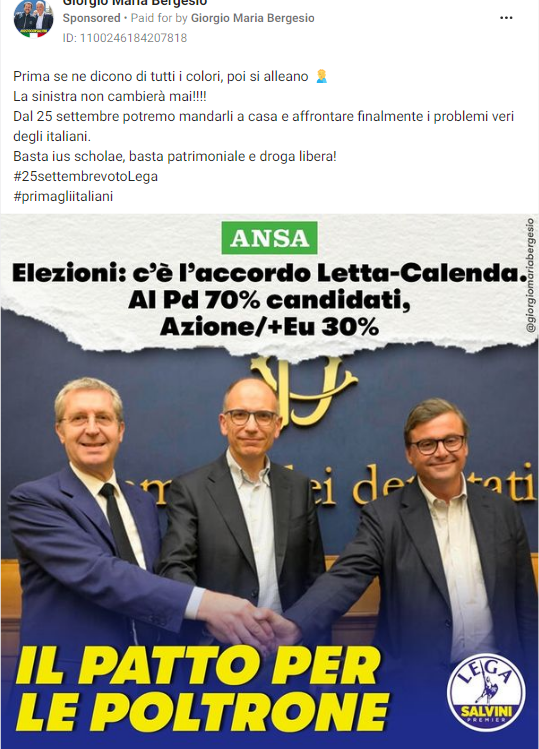 Giorgio Maria Bergesio
Sponsored • Paid for by Giorgio Maria Bergesio
ID: 1100246184207818
Prima se ne dicono di tutti i colori, poi si alleano 🤦‍♂️
La sinistra non cambierà mai!!!!
Dal 25 settembre potremo mandarli a casa e affrontare finalmente i problemi veri
degli italiani.
Basta ius scholae, basta patrimoniale e droga libera!
#25settembrevotoLega
#primagliitaliani
ANSA
@giorgiomariabergesio
Elezioni: c'è l'accordo Letta-Calenda.
Al Pd 70% candidati,
Azione/+Eu 30%
dei deputati
IL PATTO PER
LE POLTRONE
LEGA
SALVINI
PREMIER